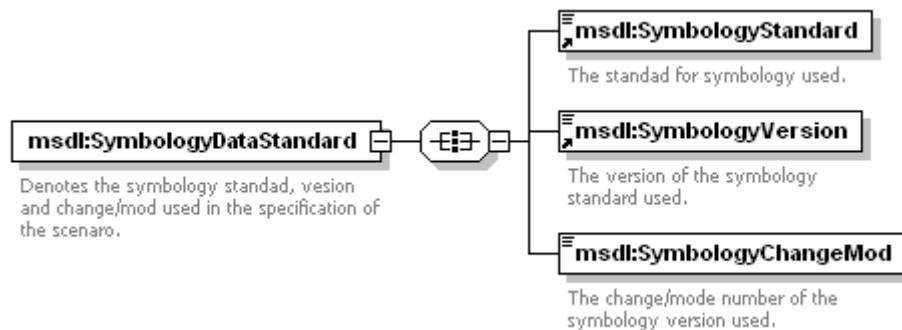 msdl:SymbologyStandard
The standad for symbology used.
msdl:SymbologyDataStandard
Denotes the symbology standad, vesion
and change/mod used in the specification of
the scenaro.
msdl:SymbologyVersion
The version of the symbology
standard used.
msdl:SymbologyChangeMod
The change/mode number of the
symbology version used.